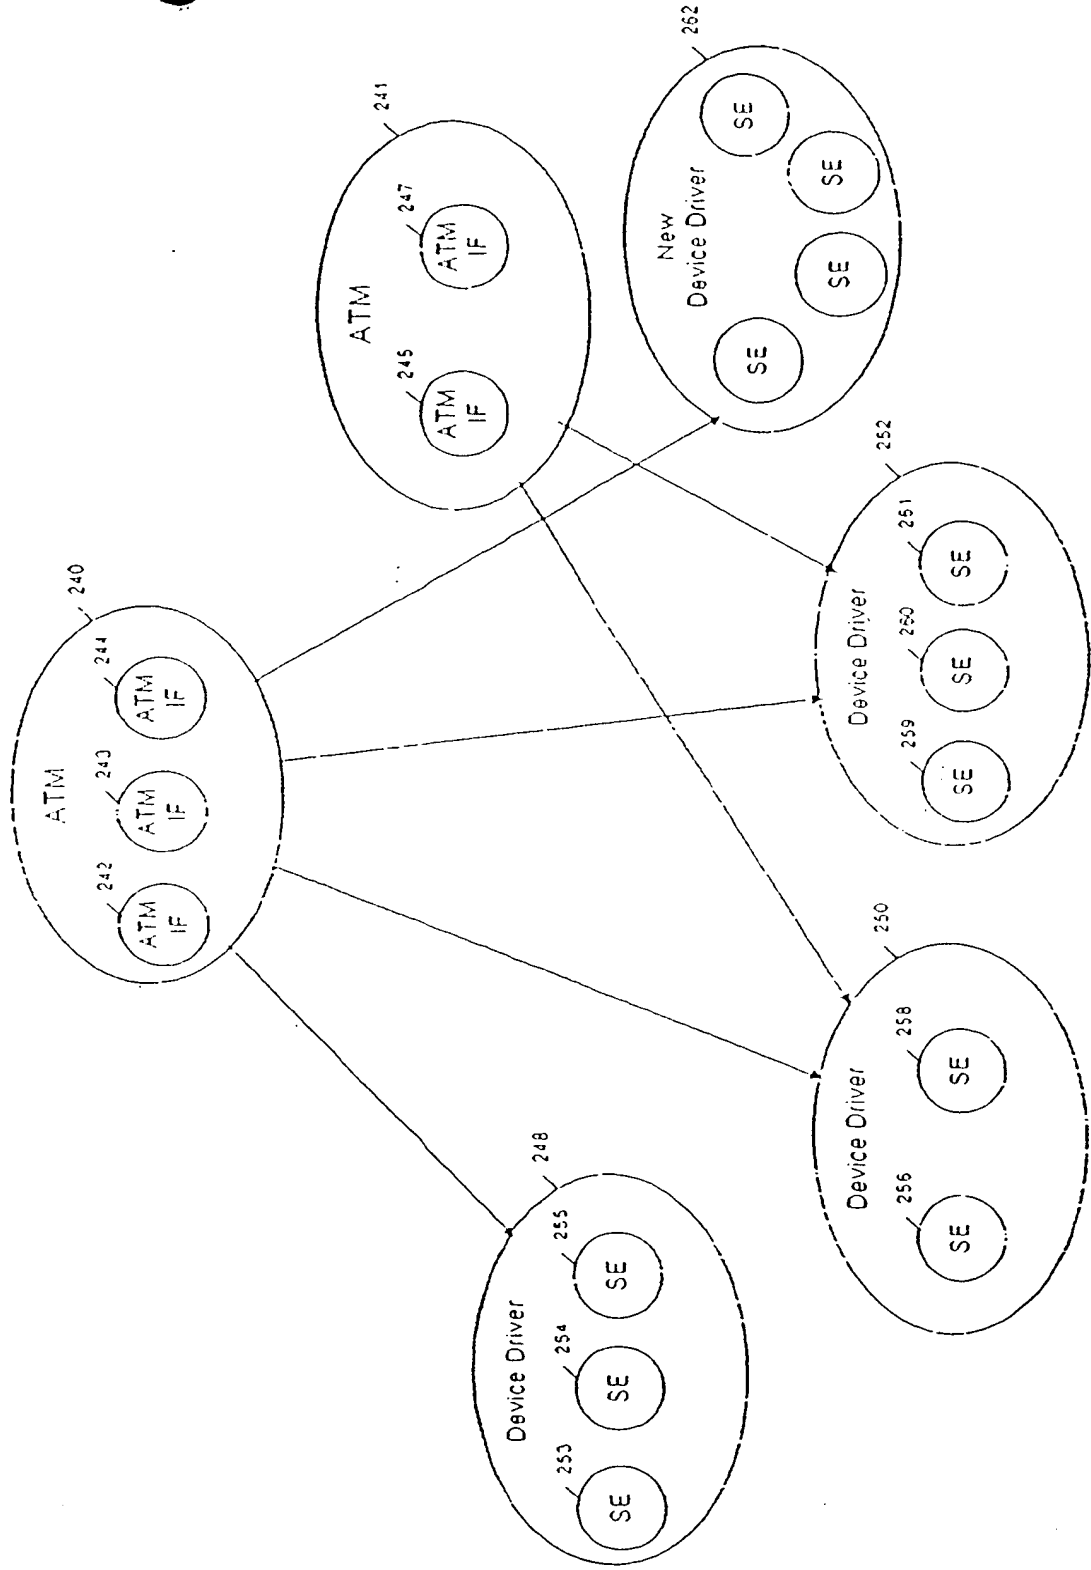 240
ATM
242
ATM
IF
243
ATM
IF
244
ATM
IF
241
ATM
245
ATM
IF
247
ATM
IF
248
Device Driver
253
SE
254
SE
255
SE
250
Device Driver
256
SE
258
SE
252
Device Driver
259
SE
260
SE
251
SE
262
New
Device Driver
SE
SE
SE
SE